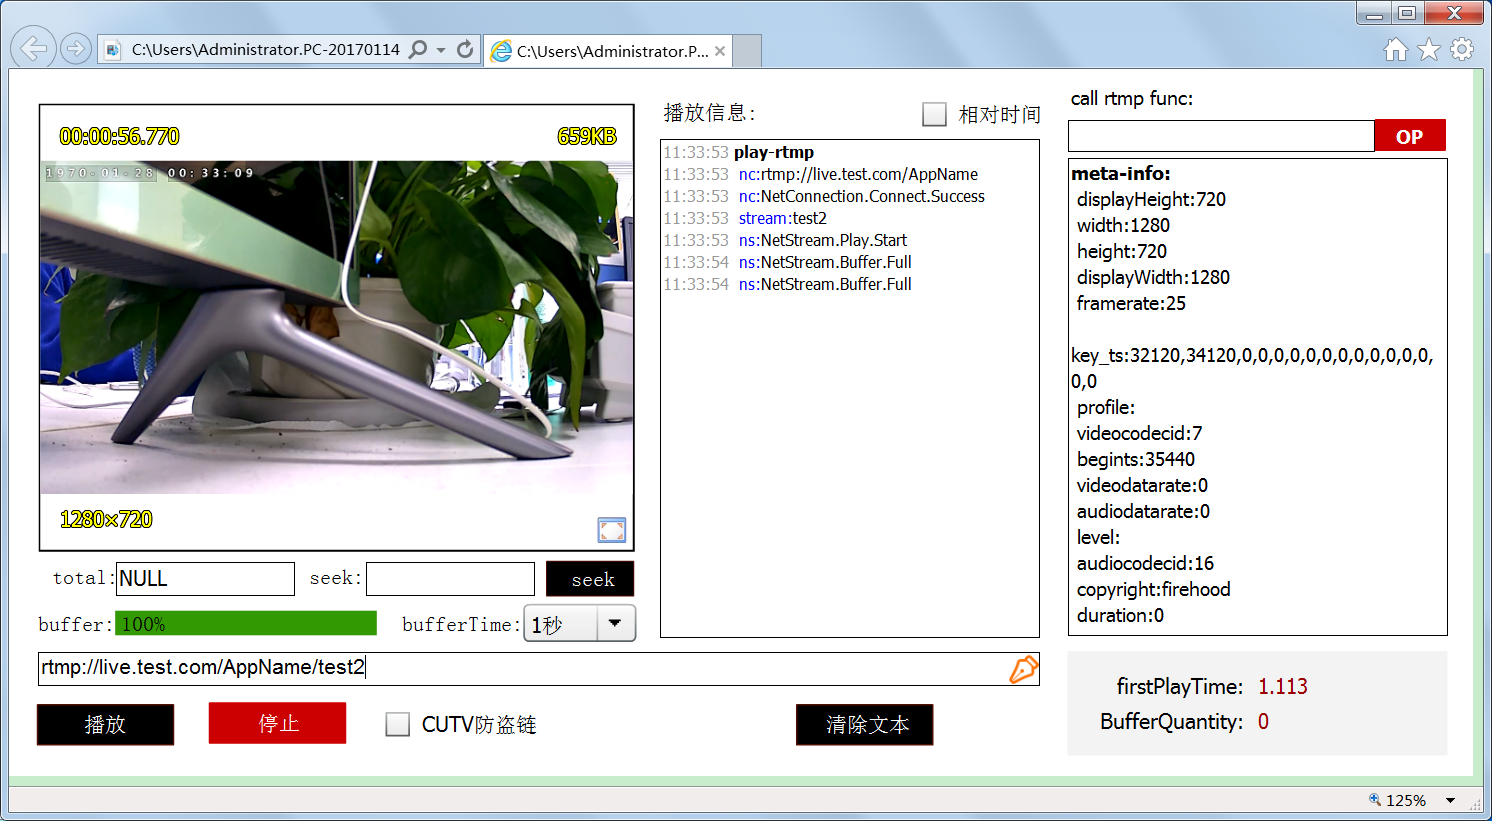 C:\Users\Administrator.PC-20170114
C:\Users\Administrator.P...
00:00:56.770
659KB
1970-01-28 00:33:09
1280×720
total:NULL
seek:
seek
buffer:100%
bufferTime:1秒
rtmp://live.test.com/AppName/test2
播放
停止
CUTV防盗链
清除文本
播放信息:
相对时间
11:33:53 play-rtmp
11:33:53 nc:rtmp://live.test.com/AppName
11:33:53 nc:NetConnection.Connect.Success
11:33:53 stream:test2
11:33:53 ns:NetStream.Play.Start
11:33:54 ns:NetStream.Buffer.Full
11:33:54 ns:NetStream.Buffer.Full
call rtmp func:
OP
meta-info:
displayHeight:720
width:1280
height:720
displayWidth:1280
framerate:25
key_ts:32120,34120,0,0,0,0,0,0,0,0,0,0,0,0,
0,0
profile:
videocodecid:7
begints:35440
videodatarate:0
audiodatarate:0
level:
audiocodecid:16
copyright:firehood
duration:0
firstPlayTime: 1.113
BufferQuantity: 0
125%